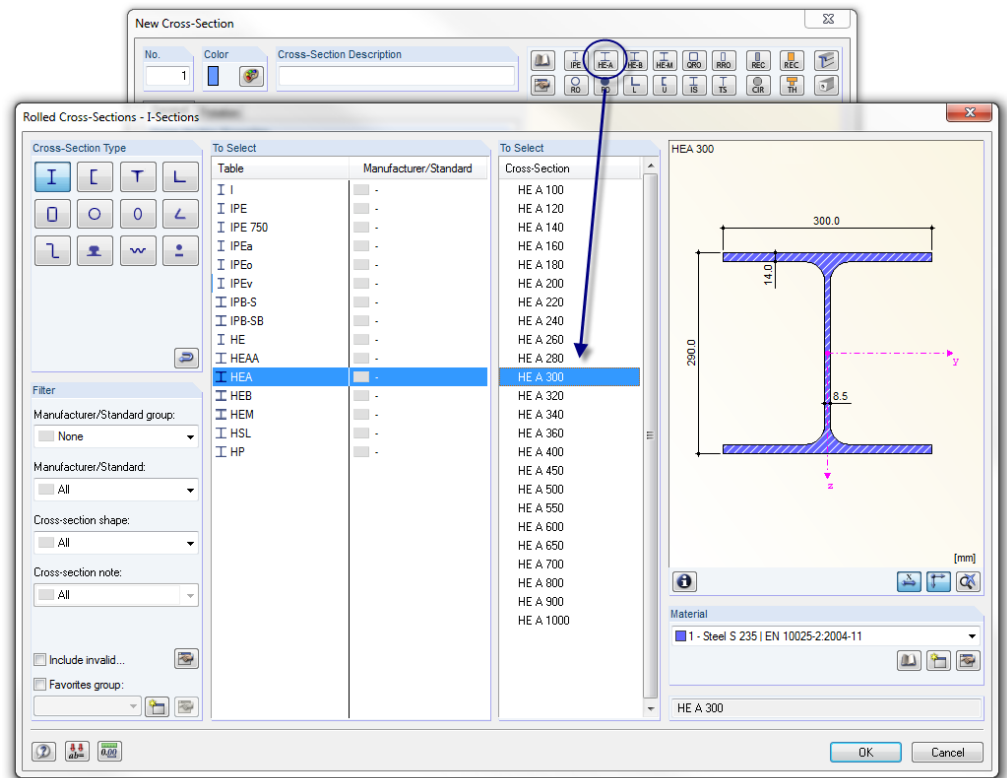 New Cross-Section
No.
Color
Cross-Section Description
1
IPE
HE-A
HE-B
HE-M
QRO
RRO
REC
REC
RO
L
U
IS
TS
CIR
TH
Rolled Cross-Sections - I-Sections
Cross-Section Type
To Select
Table
Manufacturer/Standard
I
-
IPE
-
IPE 750
-
IPEa
-
IPEo
-
IPEv
-
IPB-S
-
IPB-SB
-
HE
-
HEAA
-
HEA
-
HEB
-
HEM
-
HSL
-
HP
-
To Select
Cross-Section
HE A 100
HE A 120
HE A 140
HE A 160
HE A 180
HE A 200
HE A 220
HE A 240
HE A 260
HE A 280
HE A 300
HE A 320
HE A 340
HE A 360
HE A 400
HE A 450
HE A 500
HE A 550
HE A 600
HE A 650
HE A 700
HE A 800
HE A 900
HE A 1000
HEA 300
300.0
14.0
290.0
8.5
y
z
[mm]
Filter
Manufacturer/Standard group:
None
Manufacturer/Standard:
All
Cross-section shape:
All
Cross-section note:
All
Include invalid...
Favorites group:
Material
1 - Steel S 235 | EN 10025-2:2004-11
HE A 300
OK
Cancel